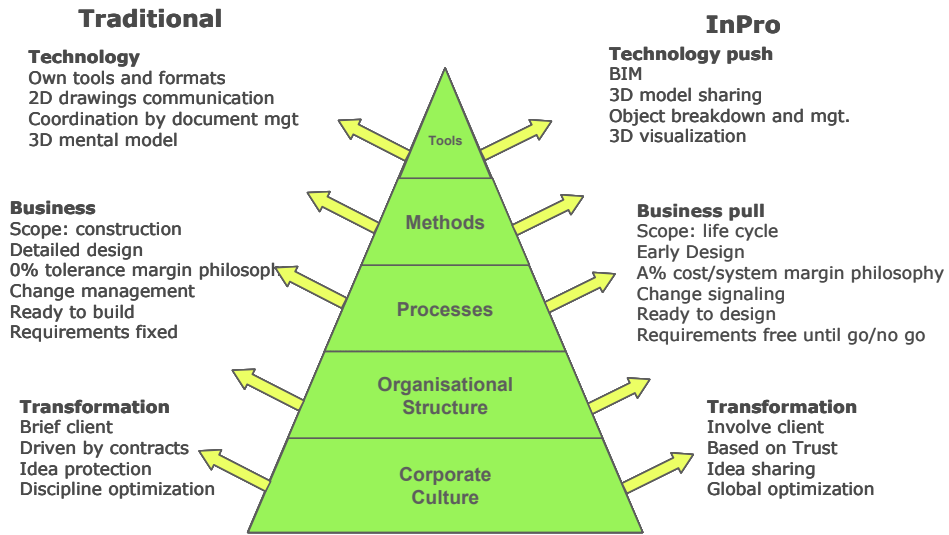 Traditional
Technology
Own tools and formats
2D drawings communication
Coordination by document mgt
3D mental model
Business
Scope: construction
Detailed design
0% tolerance margin philosoph
Change management
Ready to build
Requirements fixed
Transformation
Brief client
Driven by contracts
Idea protection
Discipline optimization
Tools
Methods
Processes
Organisational
Structure
Corporate
Culture
InPro
Technology push
BIM
3D model sharing
Object breakdown and mgt.
3D visualization
Business pull
Scope: life cycle
Early Design
A% cost/system margin philosophy
Change signaling
Ready to design
Requirements free until go/no go
Transformation
Involve client
Based on Trust
Idea sharing
Global optimization